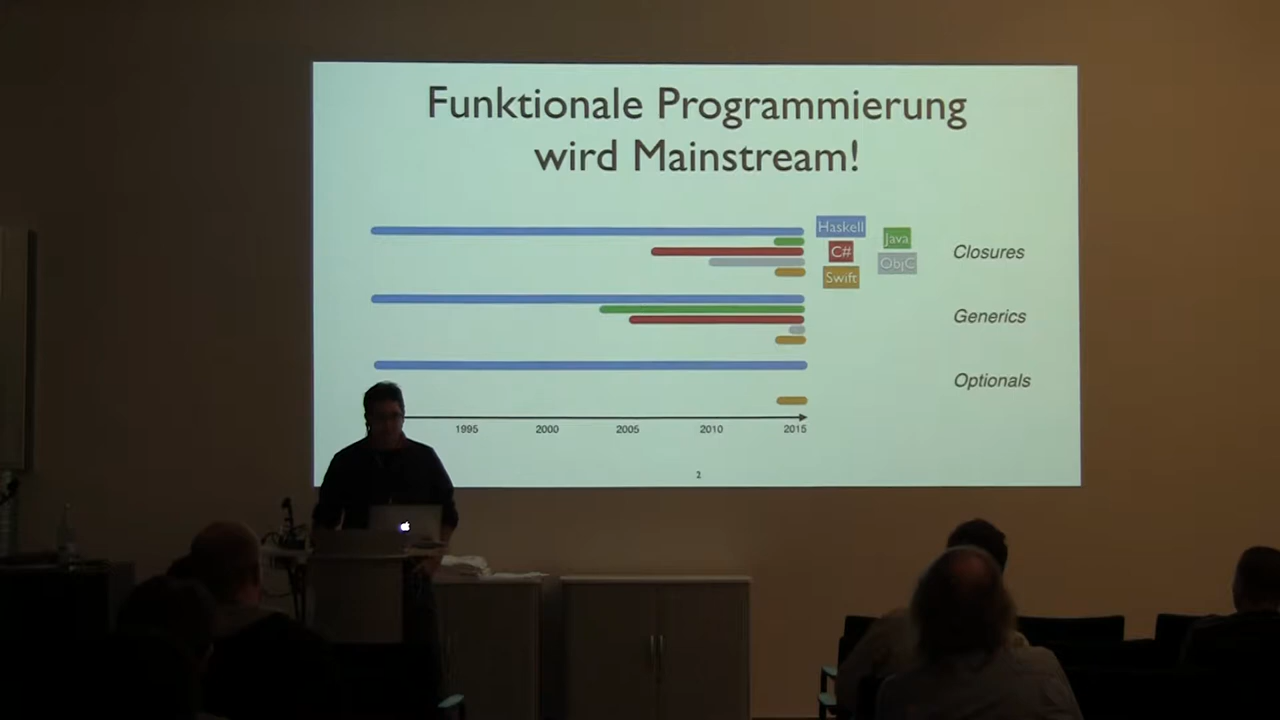 Funktionale Programmierung
wird Mainstream!
Haskell
Java
C#
ObjC
Swift
Closures
Generics
Optionals
1995
2000
2005
2010
2015
2